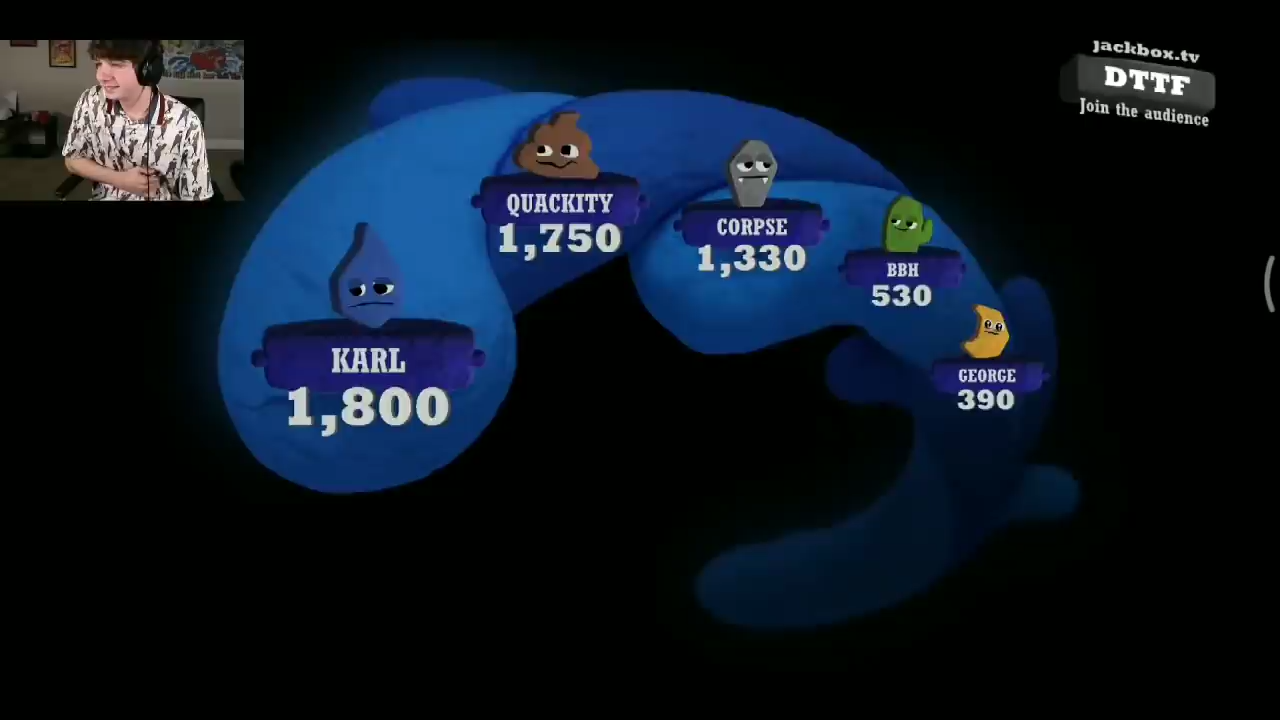 jackbox.tv
DTTF
Join the audience
QUACKITY
1,750
CORPSE
1,330
BBH
530
KARL
1,800
GEORGE
390